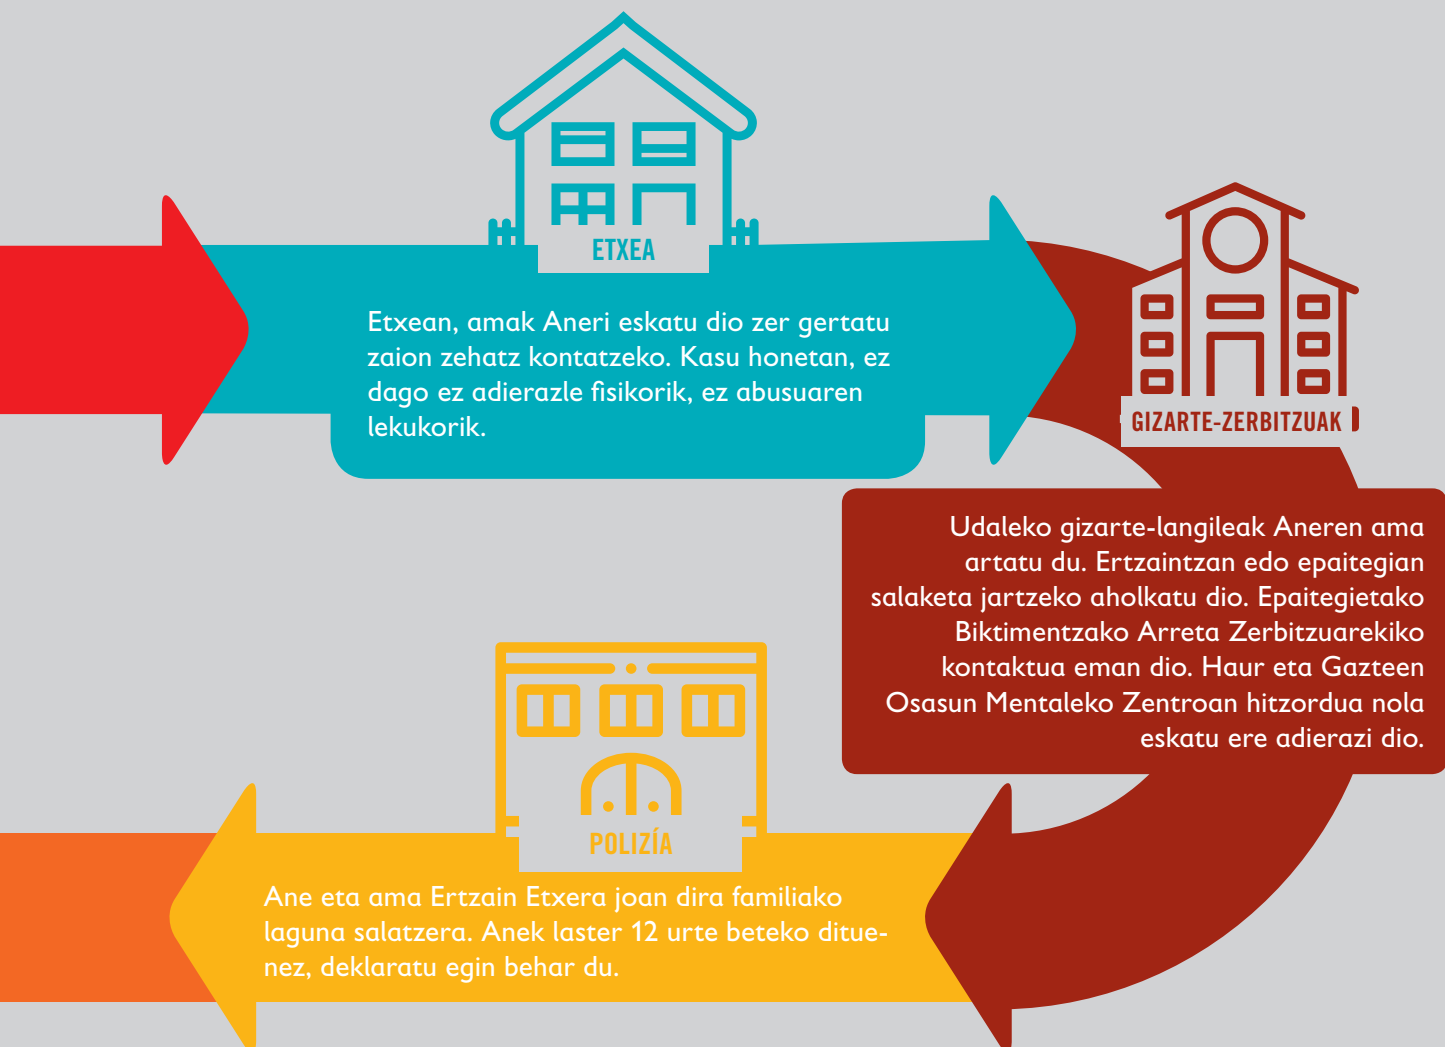 ETXEA
Etxean, amak Aneri eskatu dio zer gertatu
zaion zehatz kontatzeko. Kasu honetan, ez
dago ez adierazle fisikorik, ez abusuaren
lekukorik.
GIZARTE-ZERBITZUAK
Udaleko gizarte-langileak Aneren ama
artatu du. Ertzaintzan edo epaitegian
salaketa jartzeko aholkatu dio. Epaitegietako
Biktimentzako Arreta Zerbitzuarekiko
kontaktua eman dio. Haur eta Gazteen
Osasun Mentaleko Zentroan hitzordua nola
eskatu ere adierazi dio.
POLIZÍA
Ane eta ama Ertzain Etxera joan dira familiako
laguna salatzera. Anek laster 12 urte beteko ditue-
nez, deklaratu egin behar du.